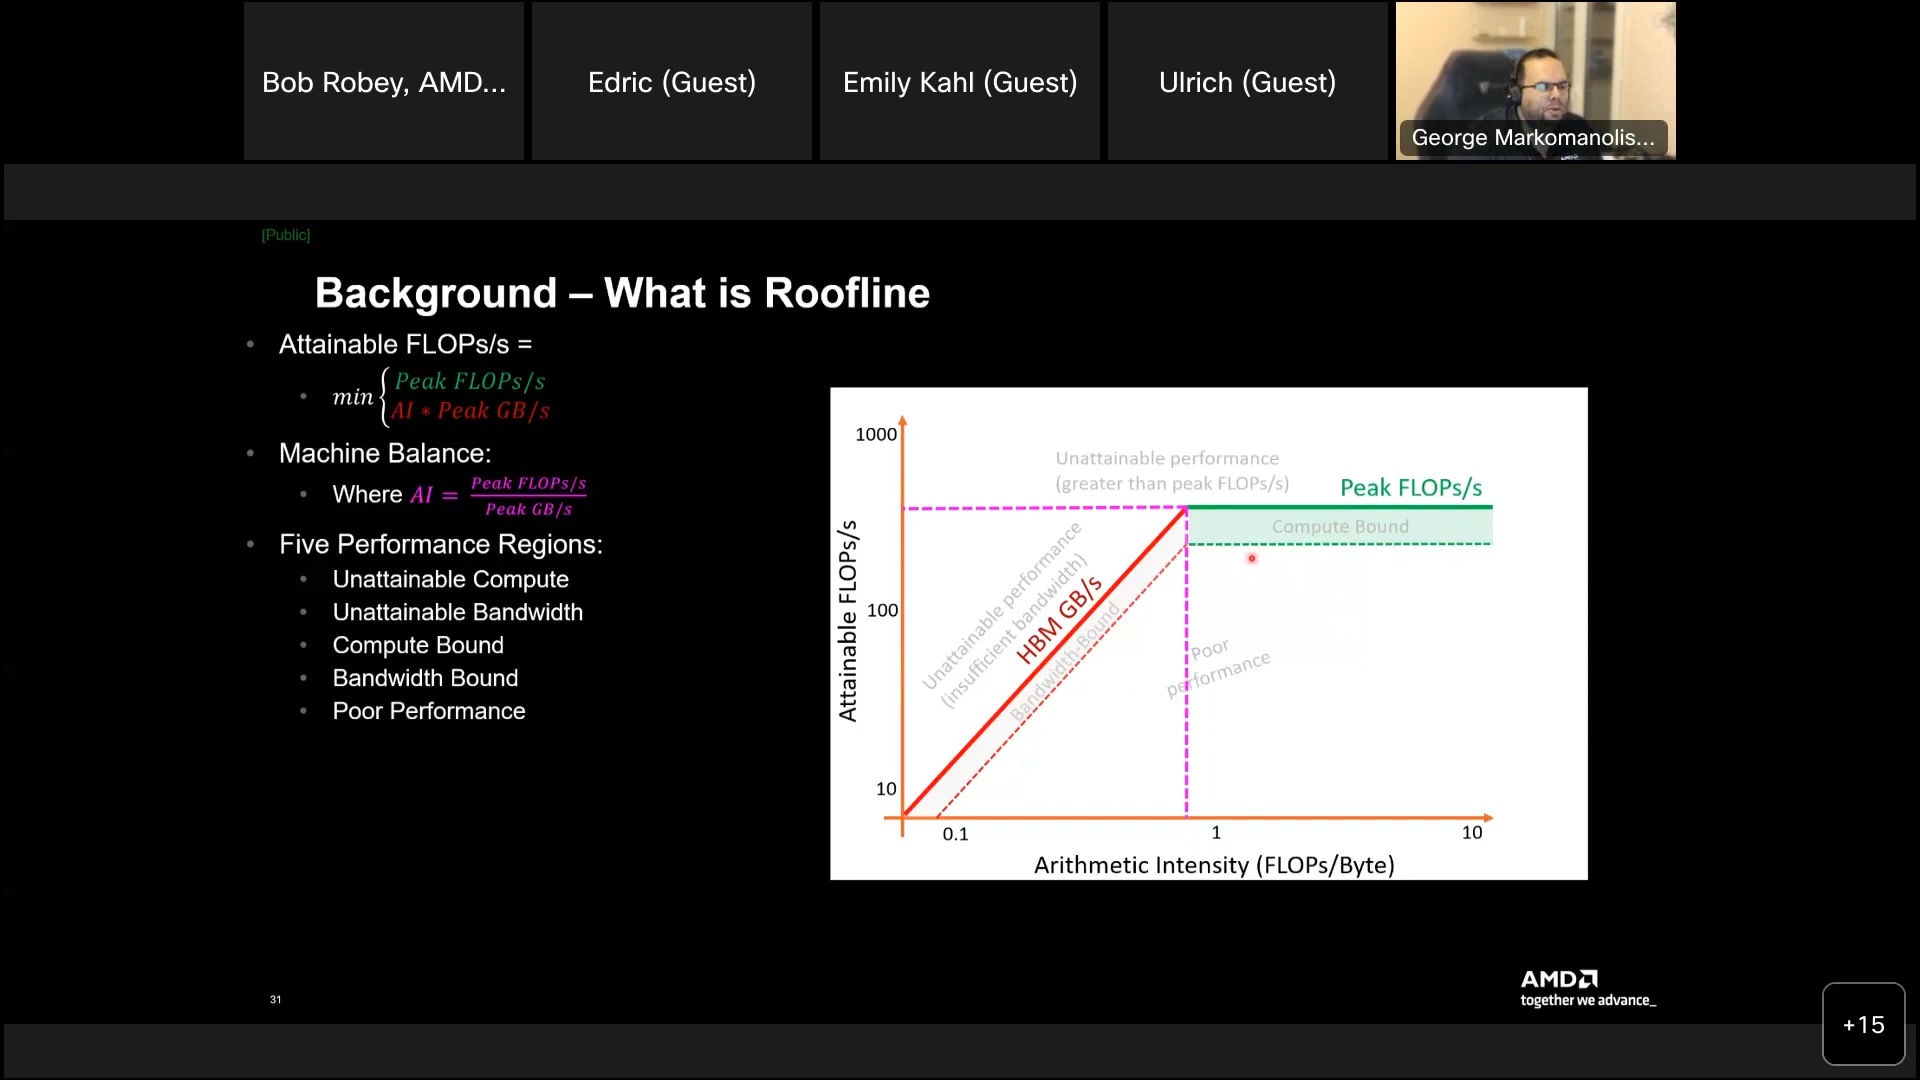 Bob Robey, AMD...
Edric (Guest)
Emily Kahl (Guest)
Ulrich (Guest)
George Markomanolis...
[Public]
Background – What is Roofline
• Attainable FLOPs/s =
• min { Peak FLOPs/s
AI ∗ Peak GB/s
• Machine Balance:
• Where AI = Peak FLOPs/s
Peak GB/s
• Five Performance Regions:
• Unattainable Compute
• Unattainable Bandwidth
• Compute Bound
• Bandwidth Bound
• Poor Performance
1000
100
10
Attainable FLOPs/s
Unattainable performance
(greater than peak FLOPs/s)
Peak FLOPs/s
Compute Bound
Unattainable performance
(insufficient bandwidth)
HBM GB/s
Bandwidth-Bound
Poor
performance
0.1
1
10
Arithmetic Intensity (FLOPs/Byte)
31
AMD
together we advance_
+15